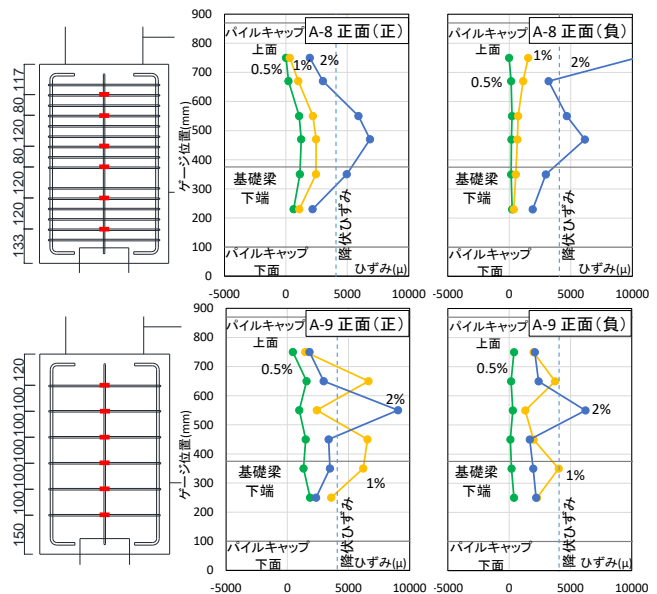 117
80
120
80
120
120
133
ゲージ位置(mm)
900
800
700
600
500
400
300
200
100
0
パイルキャップ
上面
A-8 正面(正)
0.5%
1%
2%
基礎梁
下端
降伏ひずみ
パイルキャップ
下面
ひずみ(μ)
-5000
0
5000
10000
パイルキャップ
上面
A-8 正面(負)
0.5%
1%
2%
基礎梁
下端
降伏ひずみ
パイルキャップ
下面
ひずみ(μ)
-5000
0
5000
10000
120
100
100
100
100
100
150
ゲージ位置(mm)
900
800
700
600
500
400
300
200
100
0
パイルキャップ
上面
A-9 正面(正)
0.5%
2%
基礎梁
下端
1%
降伏ひずみ
パイルキャップ
下面
ひずみ(μ)
-5000
0
5000
10000
パイルキャップ
上面
A-9 正面(負)
0.5%
2%
基礎梁
下端
1%
降伏ひずみ
パイルキャップ
下面
ひずみ(μ)
-5000
0
5000
10000